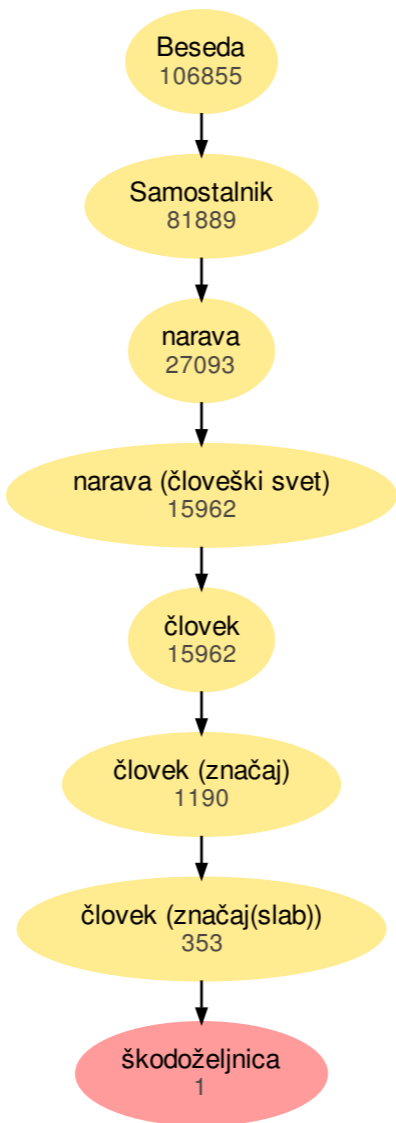 Beseda
106855
Samostalnik
81889
narava
27093
narava (človeški svet)
15962
človek
15962
človek (značaj)
1190
človek (značaj(slab))
353
škodoželjnica
1